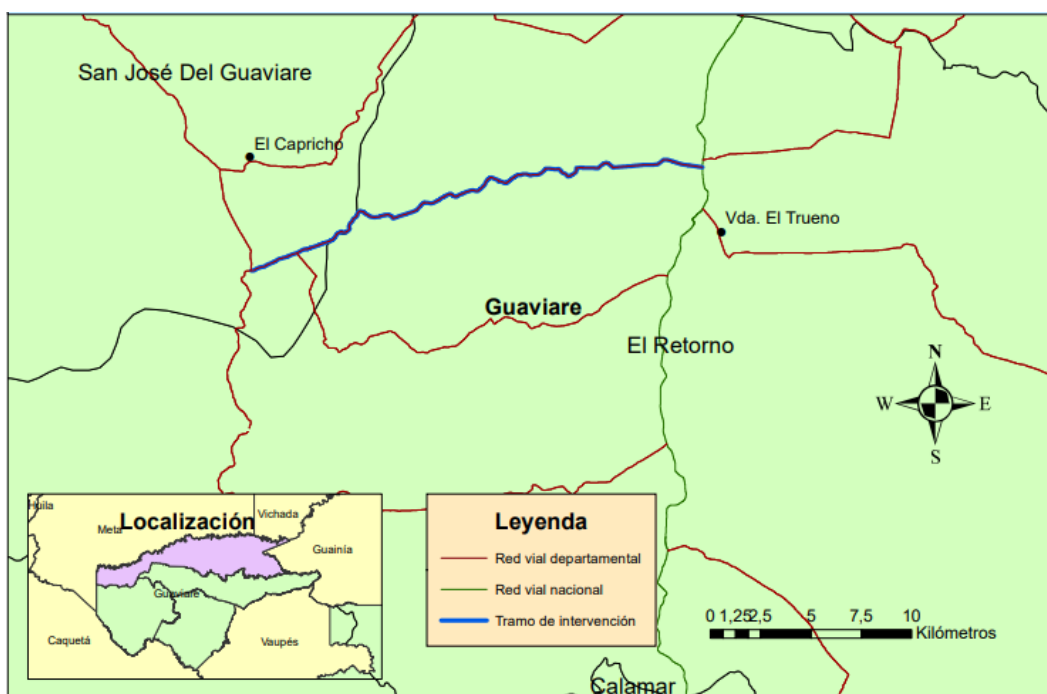 San José Del Guaviare
El Capricho
Vda. El Trueno
Guaviare
El Retorno
N
W
E
S
Localización
Huila
Meta
Vichada
Guainía
Guaviare
Caquetá
Vaupés
Leyenda
Red vial departamental
Red vial nacional
Tramo de intervención
0 1,25 2,5 5 7,5 10
Kilómetros
Calamar